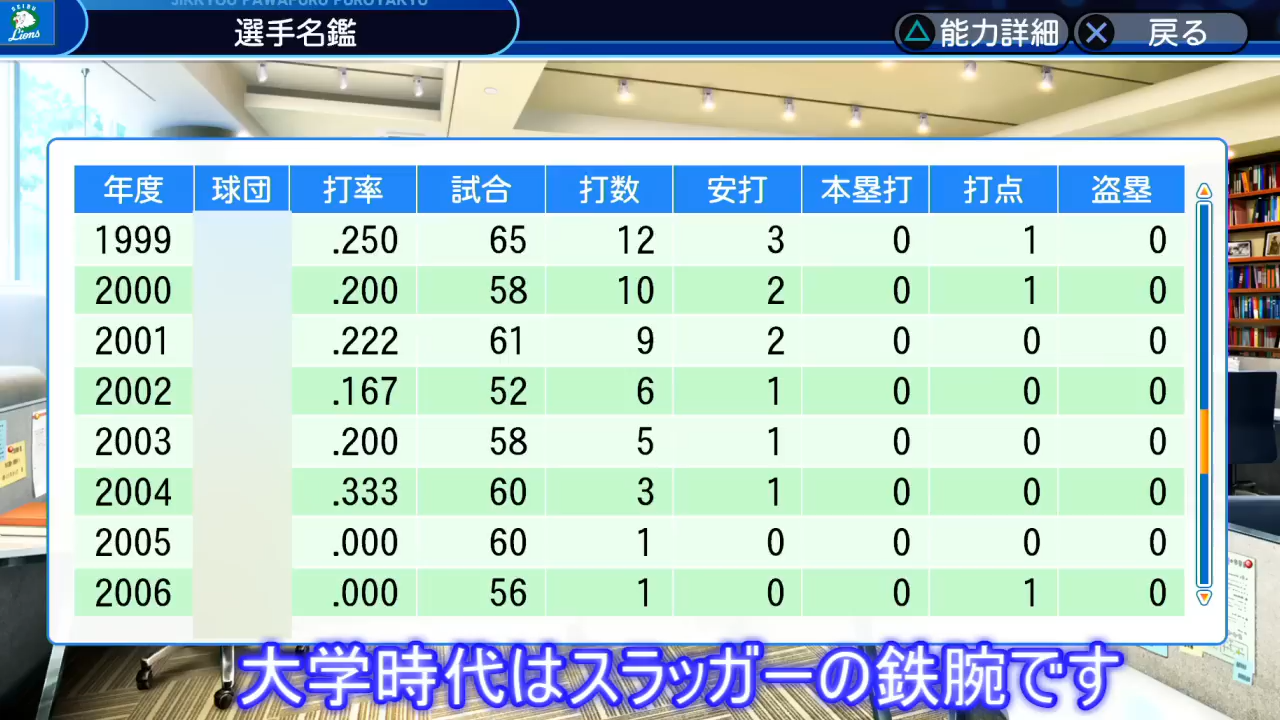 JIKKYOU PAWAFURU PUROYAKYU
SEIBU
Lions
選手名鑑
能力詳細
戻る
年度 球団 打率 試合 打数 安打 本塁打 打点 盗塁
1999 .250 65 12 3 0 1 0
2000 .200 58 10 2 0 1 0
2001 .222 61 9 2 0 0 0
2002 .167 52 6 1 0 0 0
2003 .200 58 5 1 0 0 0
2004 .333 60 3 1 0 0 0
2005 .000 60 1 0 0 0 0
2006 .000 56 1 0 0 1 0
大学時代はスラッガーの鉄腕です